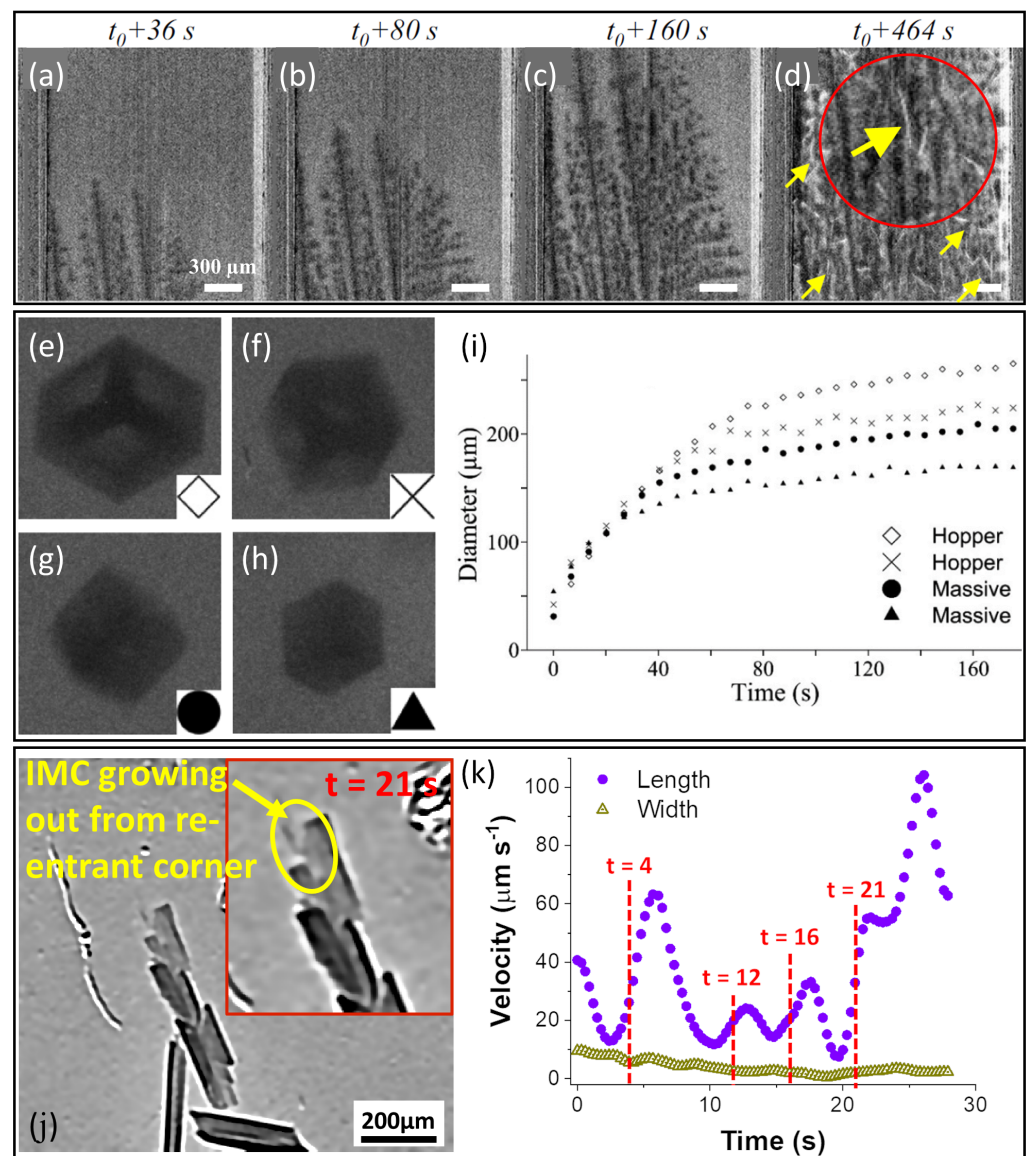 t0+36 s
t0+80 s
t0+160 s
t0+464 s
(a)
(b)
(c)
(d)
300 µm
(e)
(f)
(g)
(h)
(i)
Diameter (µm)
200
100
0
0
40
80
120
160
Time (s)
Hopper
Hopper
Massive
Massive
IMC growing
out from re-
entrant corner
t = 21 s
(j)
200µm
(k)
Length
Width
t = 4
t = 12
t = 16
t = 21
Velocity (µm s-1)
100
80
60
40
20
0
0
10
20
30
Time (s)